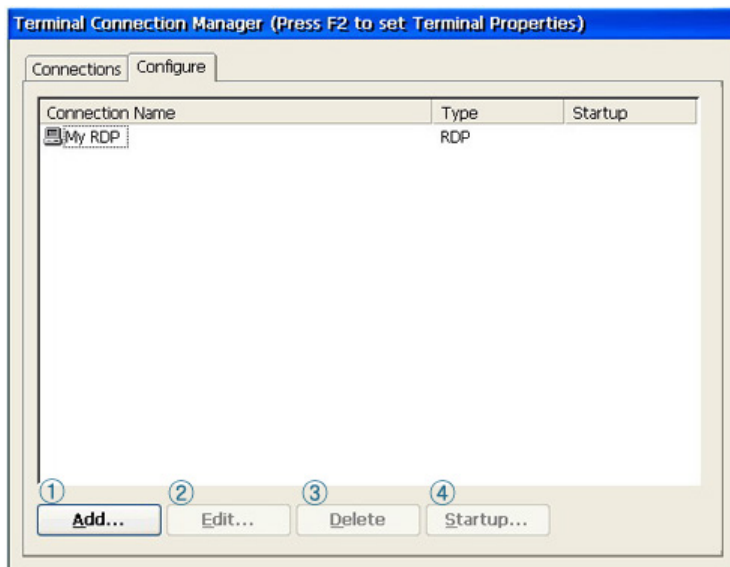 Terminal Connection Manager (Press F2 to set Terminal Properties)
Connections Configure
Connection Name Type Startup
My RDP RDP
① ② ③ ④
Add... Edit... Delete Startup...